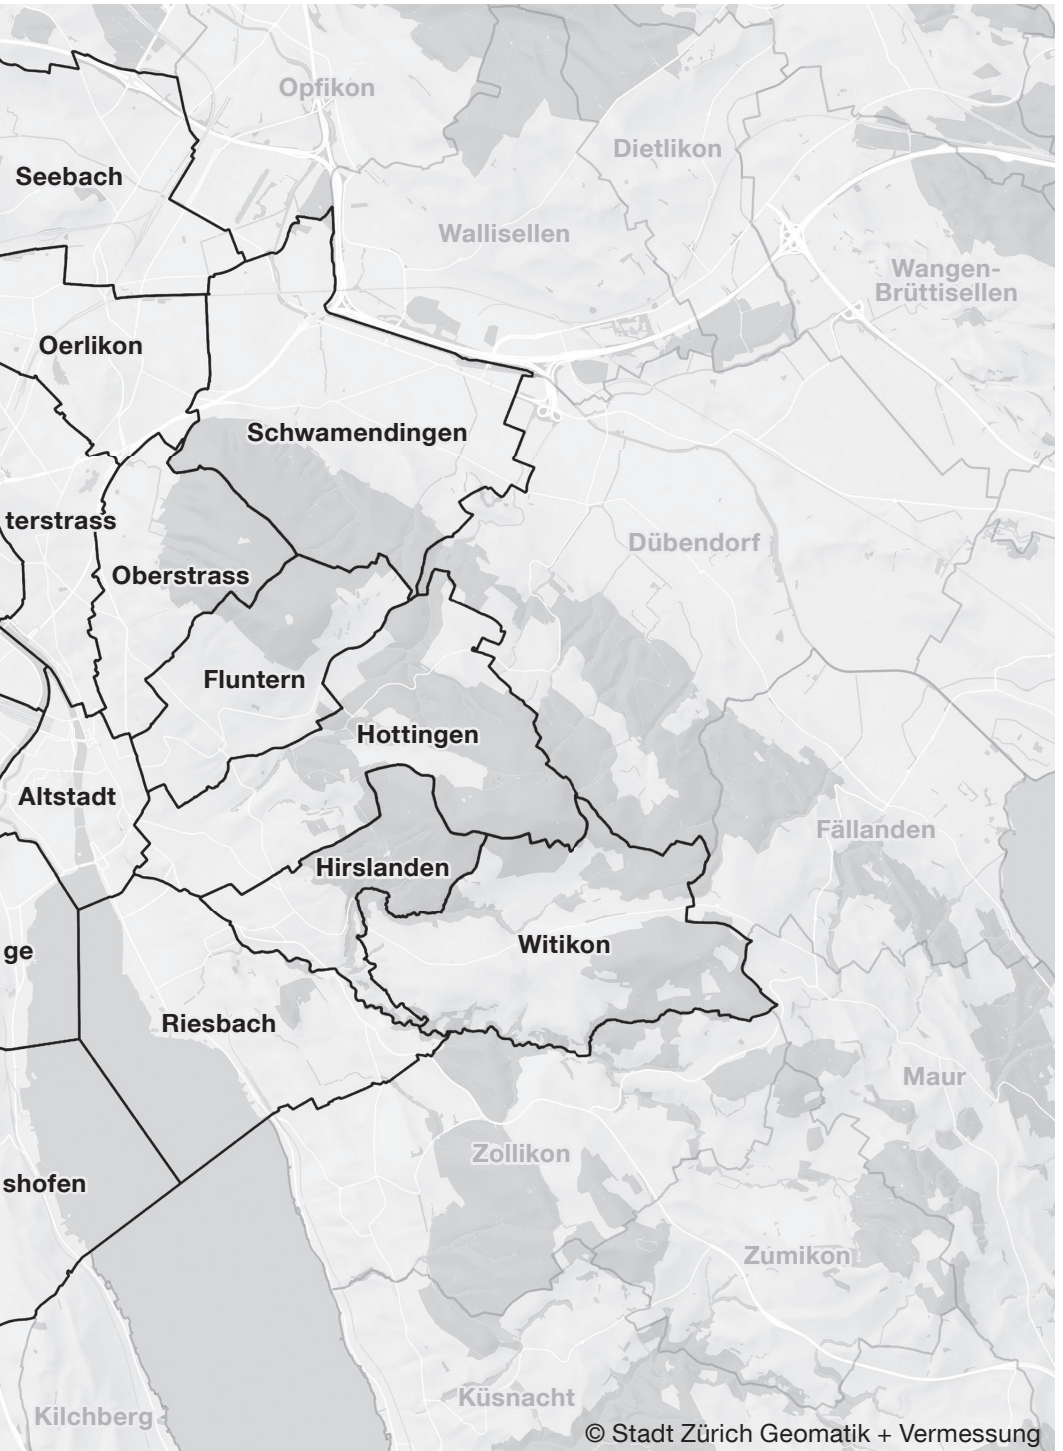 Opfikon
Dietlikon
Seebach
Wallisellen
Wangen-
Brüttisellen
Oerlikon
Schwamendingen
terstrass
Dübendorf
Oberstrass
Fluntern
Hottingen
Altstadt
Fällanden
Hirslanden
Witikon
ge
Riesbach
Maur
Zollikon
shofen
Zumikon
Küsnacht
Kilchberg
© Stadt Zürich Geomatik + Vermessung